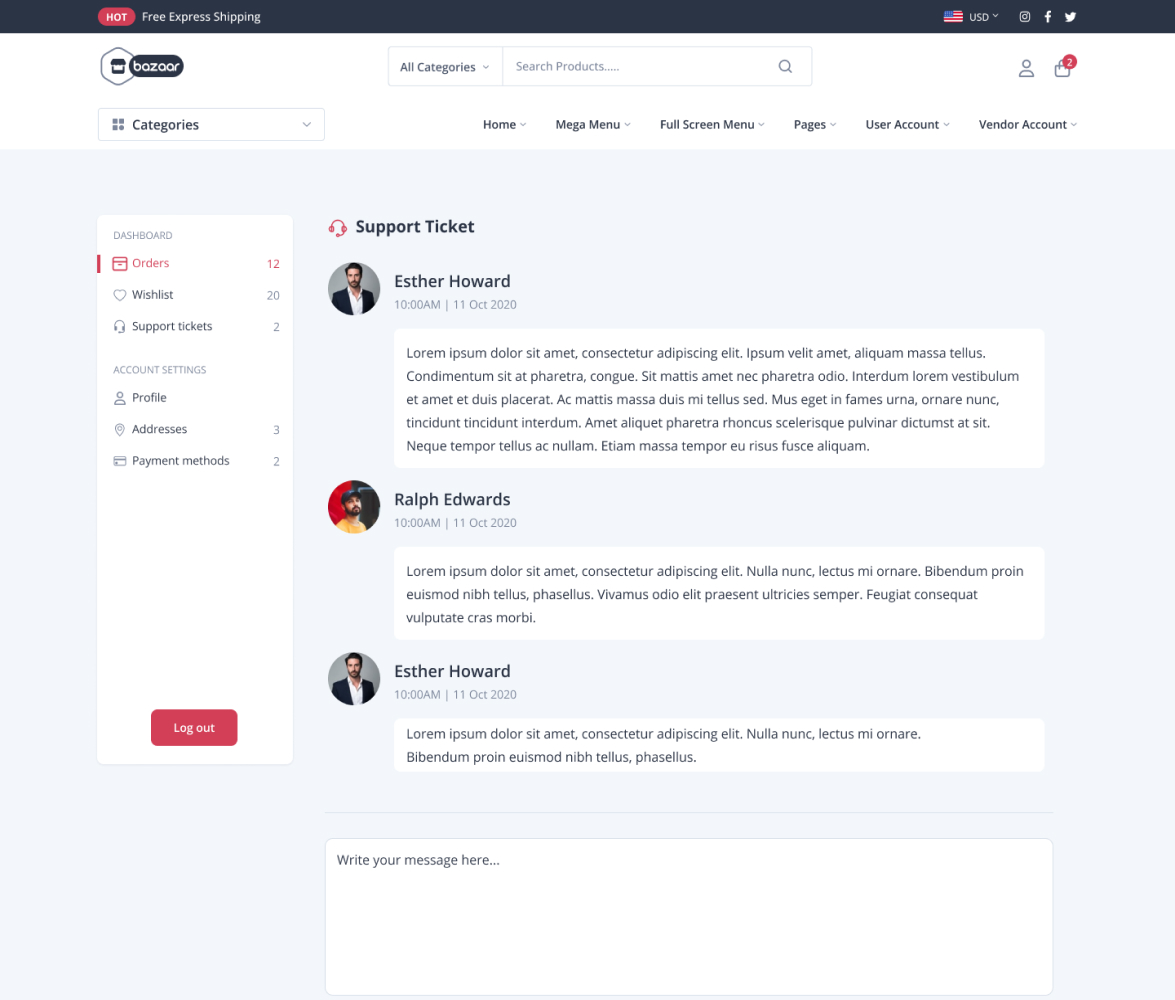 HOT Free Express Shipping USD
bazaar All Categories Search Products..... 2
Categories Home Mega Menu Full Screen Menu Pages User Account Vendor Account
DASHBOARD
Orders 12
Wishlist 20
Support tickets 2
ACCOUNT SETTINGS
Profile
Addresses 3
Payment methods 2
Log out
Support Ticket
Esther Howard
10:00AM | 11 Oct 2020
Lorem ipsum dolor sit amet, consectetur adipiscing elit. Ipsum velit amet, aliquam massa tellus.
Condimentum sit at pharetra, congue. Sit mattis amet nec pharetra odio. Interdum lorem vestibulum
et amet et duis placerat. Ac mattis massa duis mi tellus sed. Mus eget in fames urna, ornare nunc,
tincidunt tincidunt interdum. Amet aliquet pharetra rhoncus scelerisque pulvinar dictumst at sit.
Neque tempor tellus ac nullam. Etiam massa tempor eu risus fusce aliquam.
Ralph Edwards
10:00AM | 11 Oct 2020
Lorem ipsum dolor sit amet, consectetur adipiscing elit. Nulla nunc, lectus mi ornare. Bibendum proin
euismod nibh tellus, phasellus. Vivamus odio elit praesent ultricies semper. Feugiat consequat
vulputate cras morbi.
Esther Howard
10:00AM | 11 Oct 2020
Lorem ipsum dolor sit amet, consectetur adipiscing elit. Nulla nunc, lectus mi ornare.
Bibendum proin euismod nibh tellus, phasellus.
Write your message here...